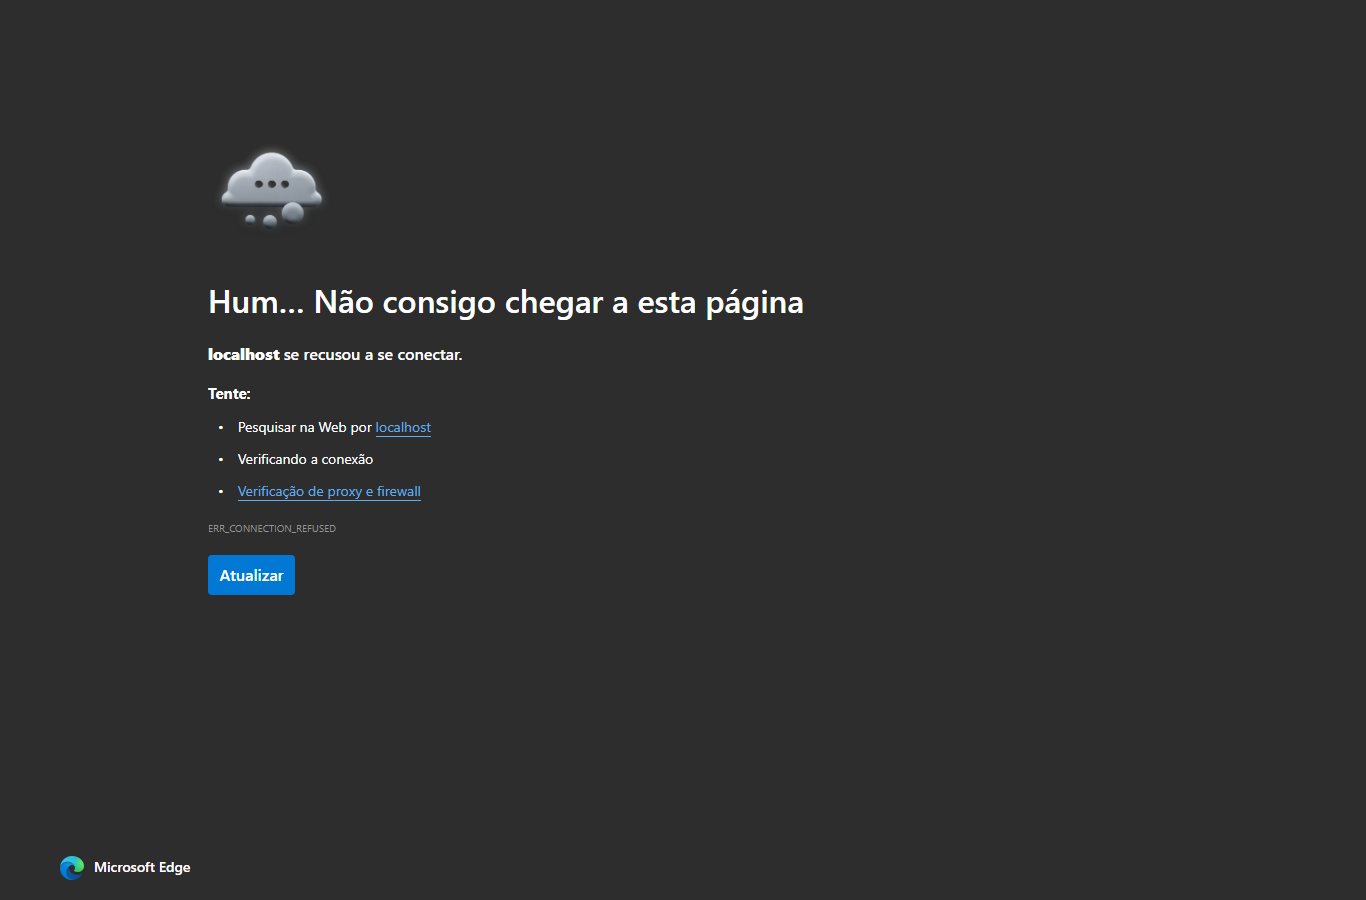 Hum... Não consigo chegar a esta página
localhost se recusou a se conectar.
Tente:
• Pesquisar na Web por localhost
• Verificando a conexão
• Verificação de proxy e firewall
ERR_CONNECTION_REFUSED
Atualizar
Microsoft Edge